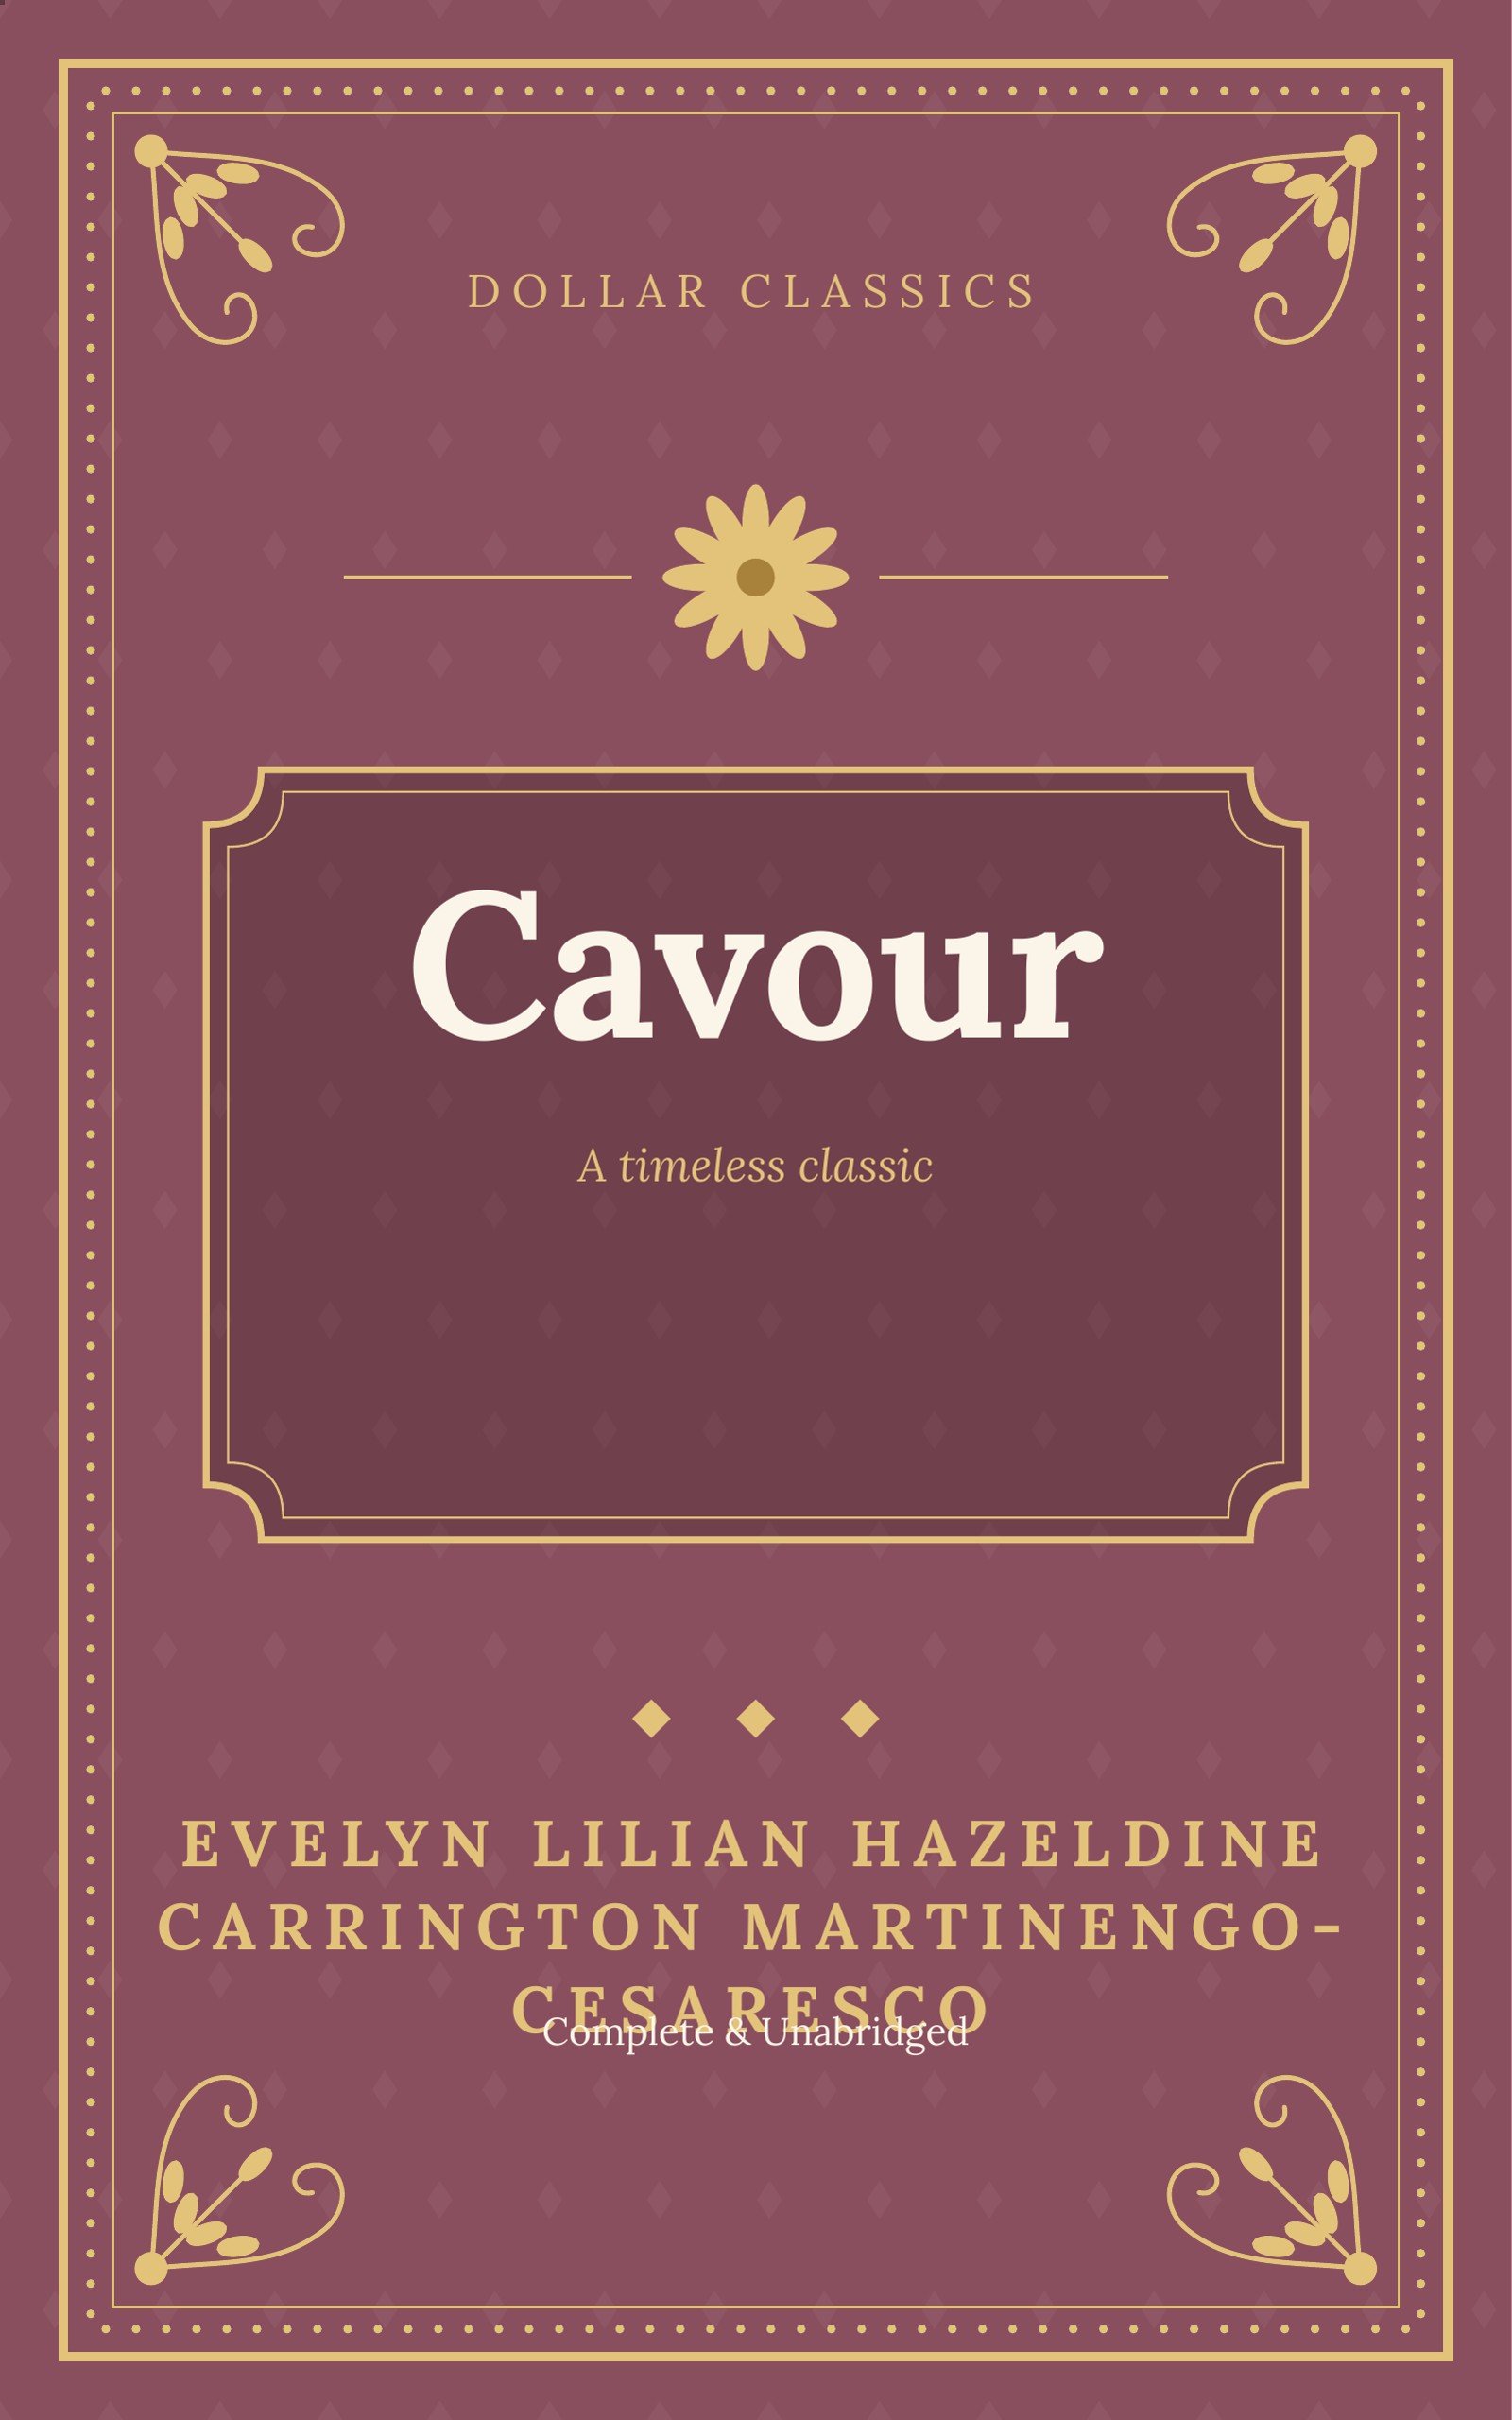 DOLLAR CLASSICS
Cavour
A timeless classic
EVELYN LILIAN HAZELDINE
CARRINGTON MARTINENGO-
CESARESCO
Complete & Unabridged